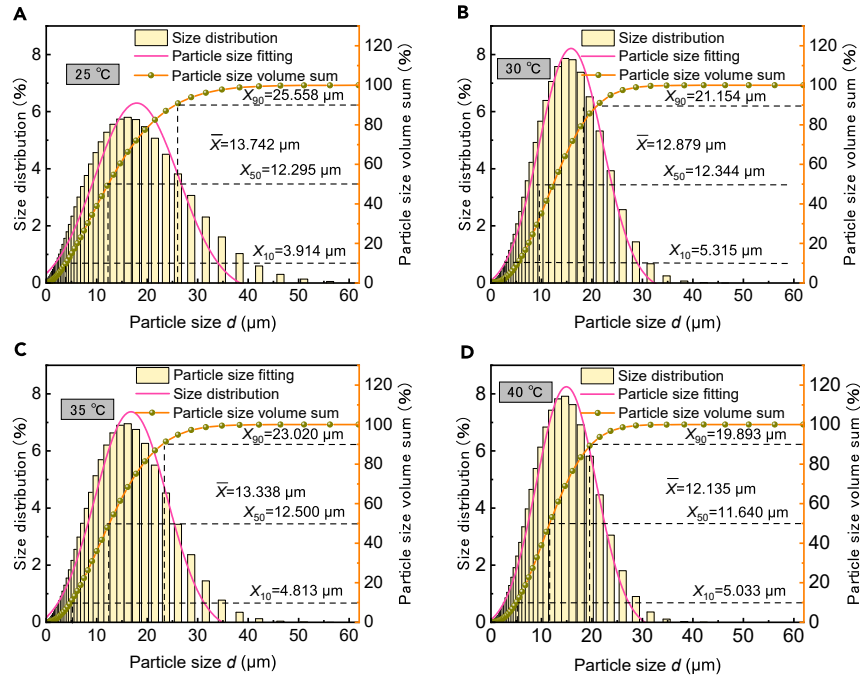 A
Size distribution
Particle size fitting
Particle size volume sum
25 ℃
X90=25.558 μm
X̅=13.742 μm
X50=12.295 μm
X10=3.914 μm
8
6
4
2
0
120
100
80
60
40
20
0
Size distribution (%)
Particle size volume sum (%)
0 10 20 30 40 50 60
Particle size d (μm)
B
Size distribution
Particle size fitting
Particle size volume sum
30 ℃
X90=21.154 μm
X̅=12.879 μm
X50=12.344 μm
X10=5.315 μm
8
6
4
2
0
120
100
80
60
40
20
0
Size distribution (%)
Particle size volume sum (%)
0 10 20 30 40 50 60
Particle size d (μm)
C
Particle size fitting
Size distribution
Particle size volume sum
35 ℃
X90=23.020 μm
X̅=13.338 μm
X50=12.500 μm
X10=4.813 μm
8
6
4
2
0
120
100
80
60
40
20
0
Size distribution (%)
Particle size volume sum (%)
0 10 20 30 40 50 60
Particle size d (μm)
D
Size distribution
Particle size fitting
Particle size volume sum
40 ℃
X90=19.893 μm
X̅=12.135 μm
X50=11.640 μm
X10=5.033 μm
8
6
4
2
0
120
100
80
60
40
20
0
Size distribution (%)
Particle size volume sum (%)
0 10 20 30 40 50 60
Particle size d (μm)